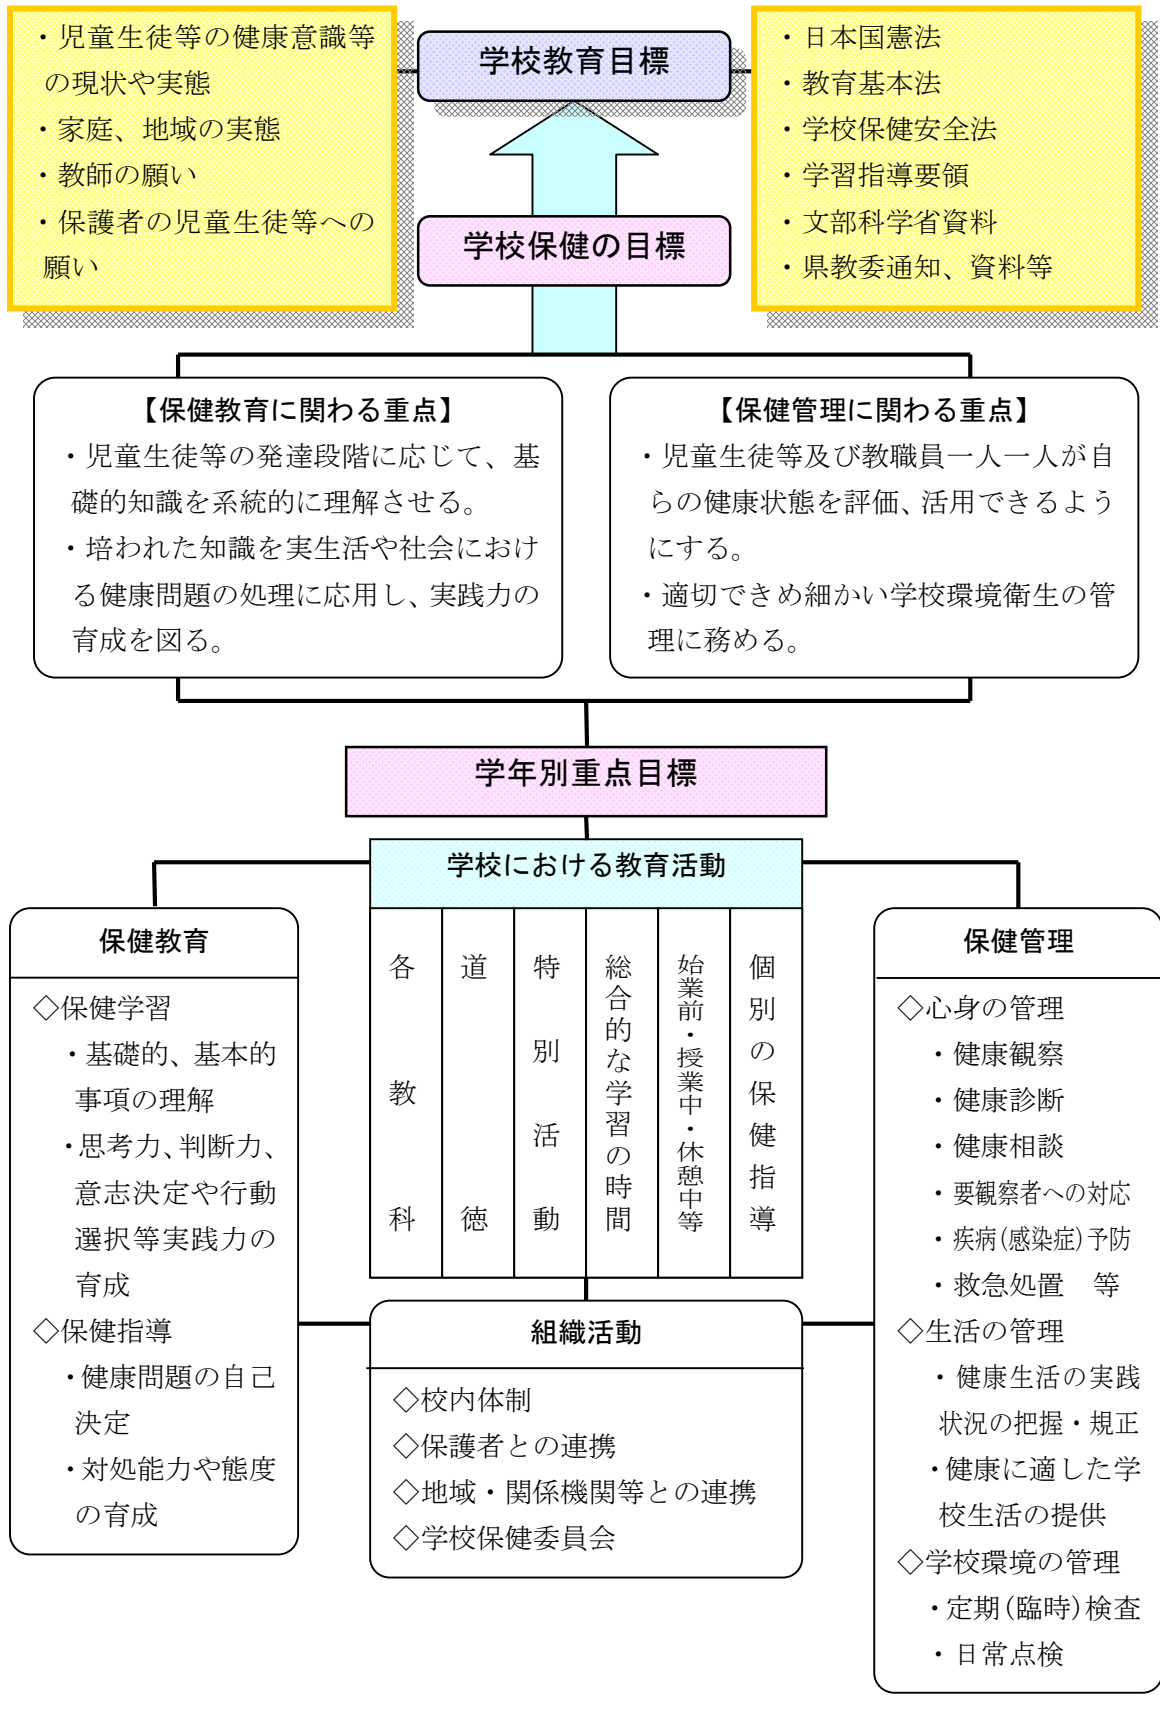 ・児童生徒等の健康意識等
の現状や実態
・家庭、地域の実態
・教師の願い
・保護者の児童生徒等への
願い
学校教育目標
・日本国憲法
・教育基本法
・学校保健安全法
・学習指導要領
・文部科学省資料
・県教委通知、資料等
学校保健の目標
【保健教育に関わる重点】
・児童生徒等の発達段階に応じて、基
礎的知識を系統的に理解させる。
・培われた知識を実生活や社会におけ
る健康問題の処理に応用し、実践力の
育成を図る。
【保健管理に関わる重点】
・児童生徒等及び教職員一人一人が自
らの健康状態を評価、活用できるよう
にする。
・適切できめ細かい学校環境衛生の管
理に務める。
学年別重点目標
学校における教育活動
各教科
道徳
特別活動
総合的な学習の時間
始業前・授業中・休憩中等
個別の保健指導
保健教育
◇保健学習
・基礎的、基本的
事項の理解
・思考力、判断力、
意志決定や行動
選択等実践力の
育成
◇保健指導
・健康問題の自己
決定
・対処能力や態度
の育成
組織活動
◇校内体制
◇保護者との連携
◇地域・関係機関等との連携
◇学校保健委員会
保健管理
◇心身の管理
・健康観察
・健康診断
・健康相談
・要観察者への対応
・疾病(感染症)予防
・救急処置　等
◇生活の管理
・健康生活の実践
状況の把握・規正
・健康に適した学
校生活の提供
◇学校環境の管理
・定期(臨時)検査
・日常点検